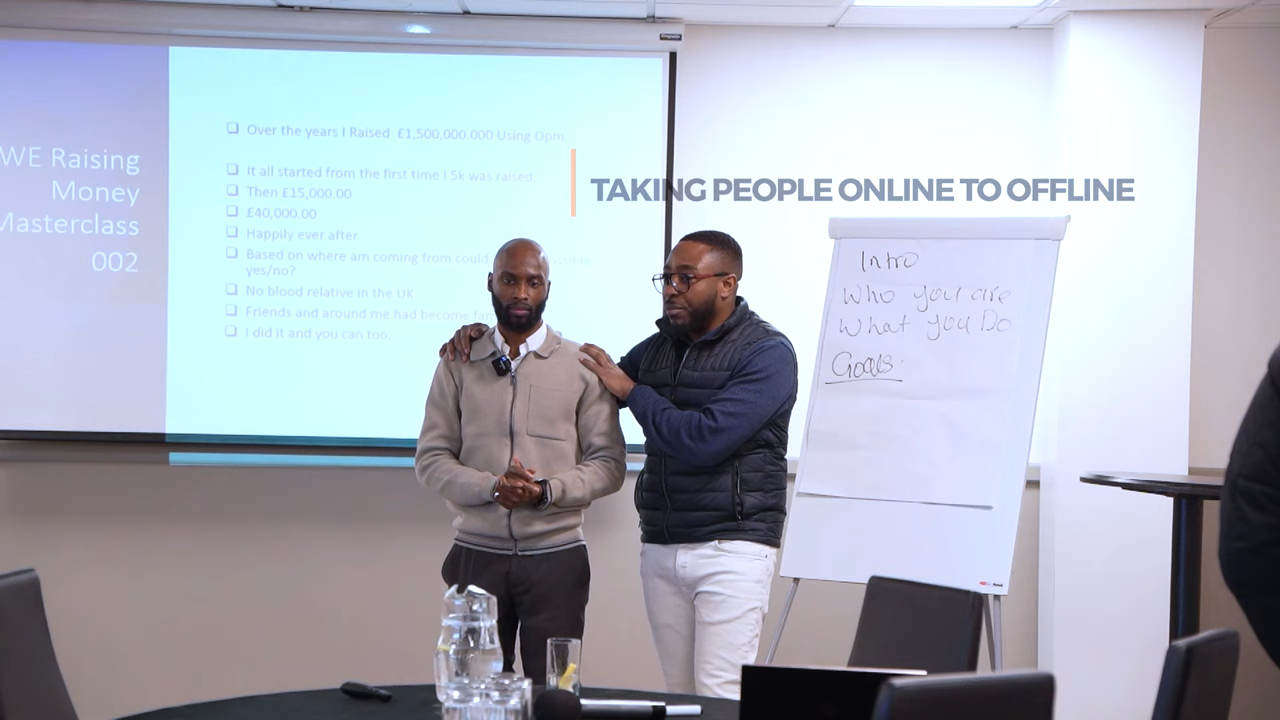 WE Raising
Money
Masterclass
002
Over the years I Raised £1,500,000.000 Using Opm
It all started from the first time I 5k was raised.
Then £15,000.00
£40,000.00
Happily ever after.
Based on where am coming from could
yes/no?
No blood relative in the UK
Friends and around me had become
I did it and you can too.
TAKING PEOPLE ONLINE TO OFFLINE
Intro
Who you are
What you Do
Goals.